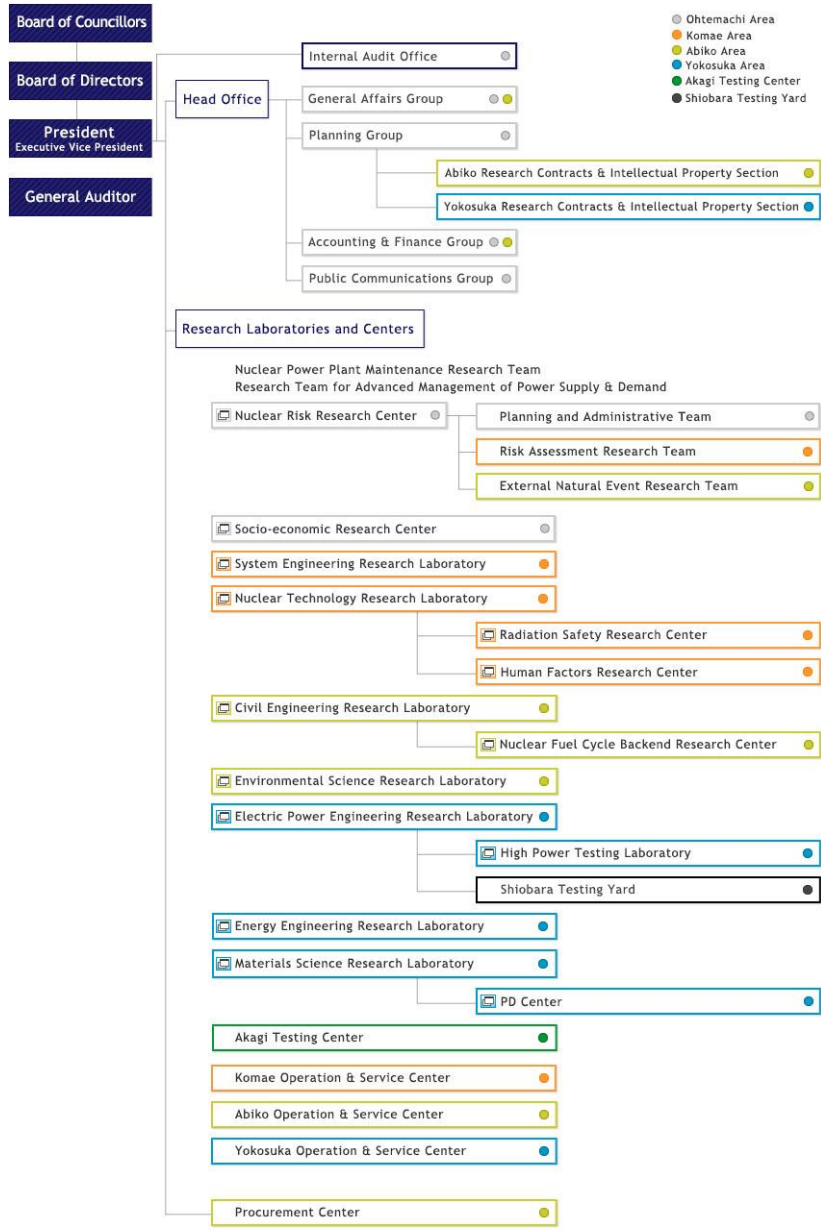 Board of Councillors
Board of Directors
President
Executive Vice President
General Auditor
Ohtemachi Area
Komae Area
Abiko Area
Yokosuka Area
Akagi Testing Center
Shiobara Testing Yard
Internal Audit Office
Head Office
General Affairs Group
Planning Group
Abiko Research Contracts & Intellectual Property Section
Yokosuka Research Contracts & Intellectual Property Section
Accounting & Finance Group
Public Communications Group
Research Laboratories and Centers
Nuclear Power Plant Maintenance Research Team
Research Team for Advanced Management of Power Supply & Demand
Nuclear Risk Research Center
Planning and Administrative Team
Risk Assessment Research Team
External Natural Event Research Team
Socio-economic Research Center
System Engineering Research Laboratory
Nuclear Technology Research Laboratory
Radiation Safety Research Center
Human Factors Research Center
Civil Engineering Research Laboratory
Nuclear Fuel Cycle Backend Research Center
Environmental Science Research Laboratory
Electric Power Engineering Research Laboratory
High Power Testing Laboratory
Shiobara Testing Yard
Energy Engineering Research Laboratory
Materials Science Research Laboratory
PD Center
Akagi Testing Center
Komae Operation & Service Center
Abiko Operation & Service Center
Yokosuka Operation & Service Center
Procurement Center